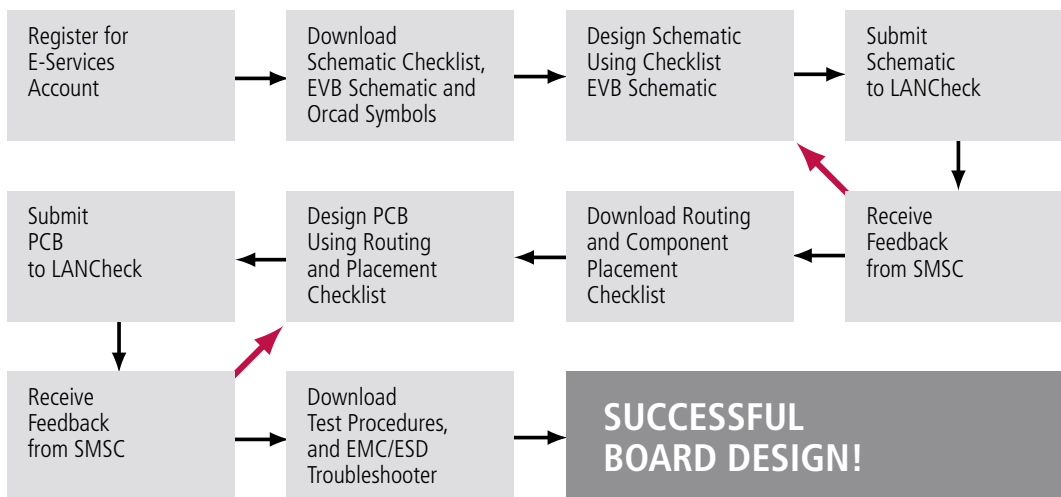 Register for
E-Services
Account
Download
Schematic Checklist,
EVB Schematic and
Orcad Symbols
Design Schematic
Using Checklist
EVB Schematic
Submit
Schematic
to LANCheck
Receive
Feedback
from SMSC
Download Routing
and Component
Placement
Checklist
Design PCB
Using Routing
and Placement
Checklist
Submit
PCB
to LANCheck
Receive
Feedback
from SMSC
Download
Test Procedures,
and EMC/ESD
Troubleshooter
SUCCESSFUL
BOARD DESIGN!